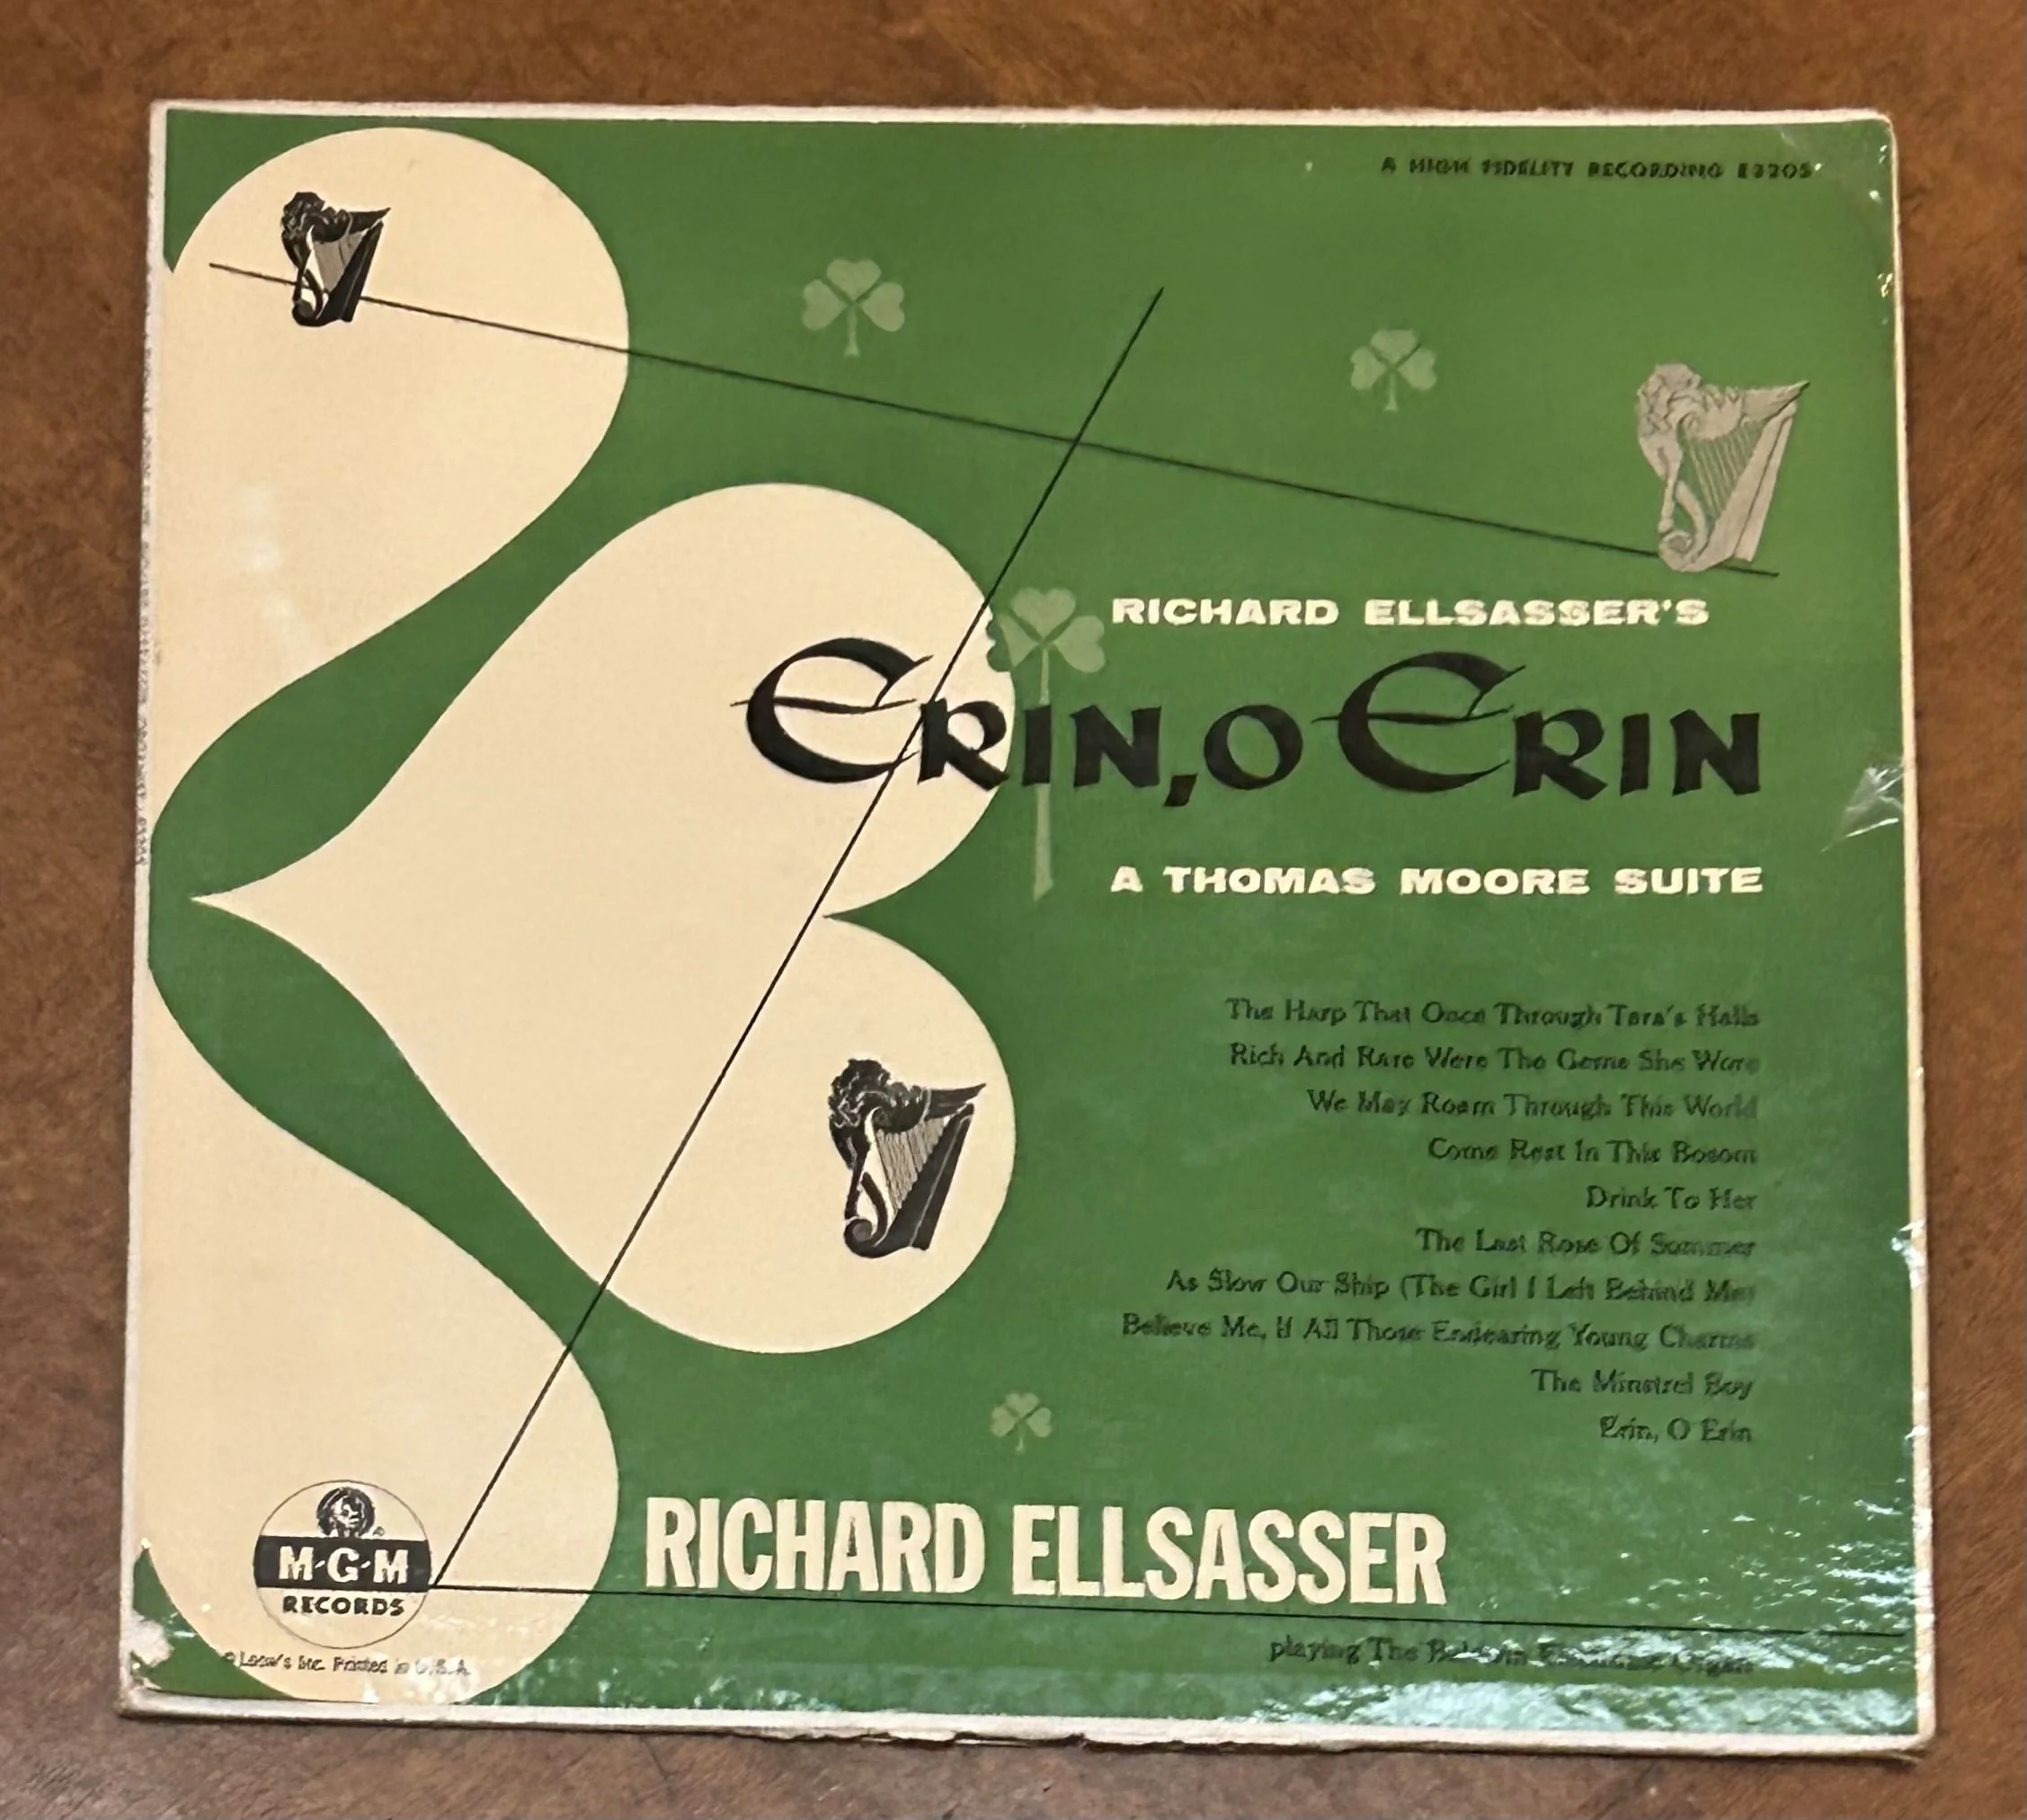 A HIGH FIDELITY RECORDING E3205
RICHARD ELLSASSER'S
ERIN, O ERIN
A THOMAS MOORE SUITE
The Harp That Once Through Tara's Halls
Rich And Rare Were The Gems She Wore
We May Roam Through This World
Come Rest In This Bosom
Drink To Her
The Last Rose Of Summer
As Slow Our Ship (The Girl I Left Behind Me)
Believe Me, If All Those Endearing Young Charms
The Minstrel Boy
Erin, O Erin
RICHARD ELLSASSER
playing The Baldwin Organ
M-G-M
RECORDS
© Loew's Inc. Printed in U.S.A.